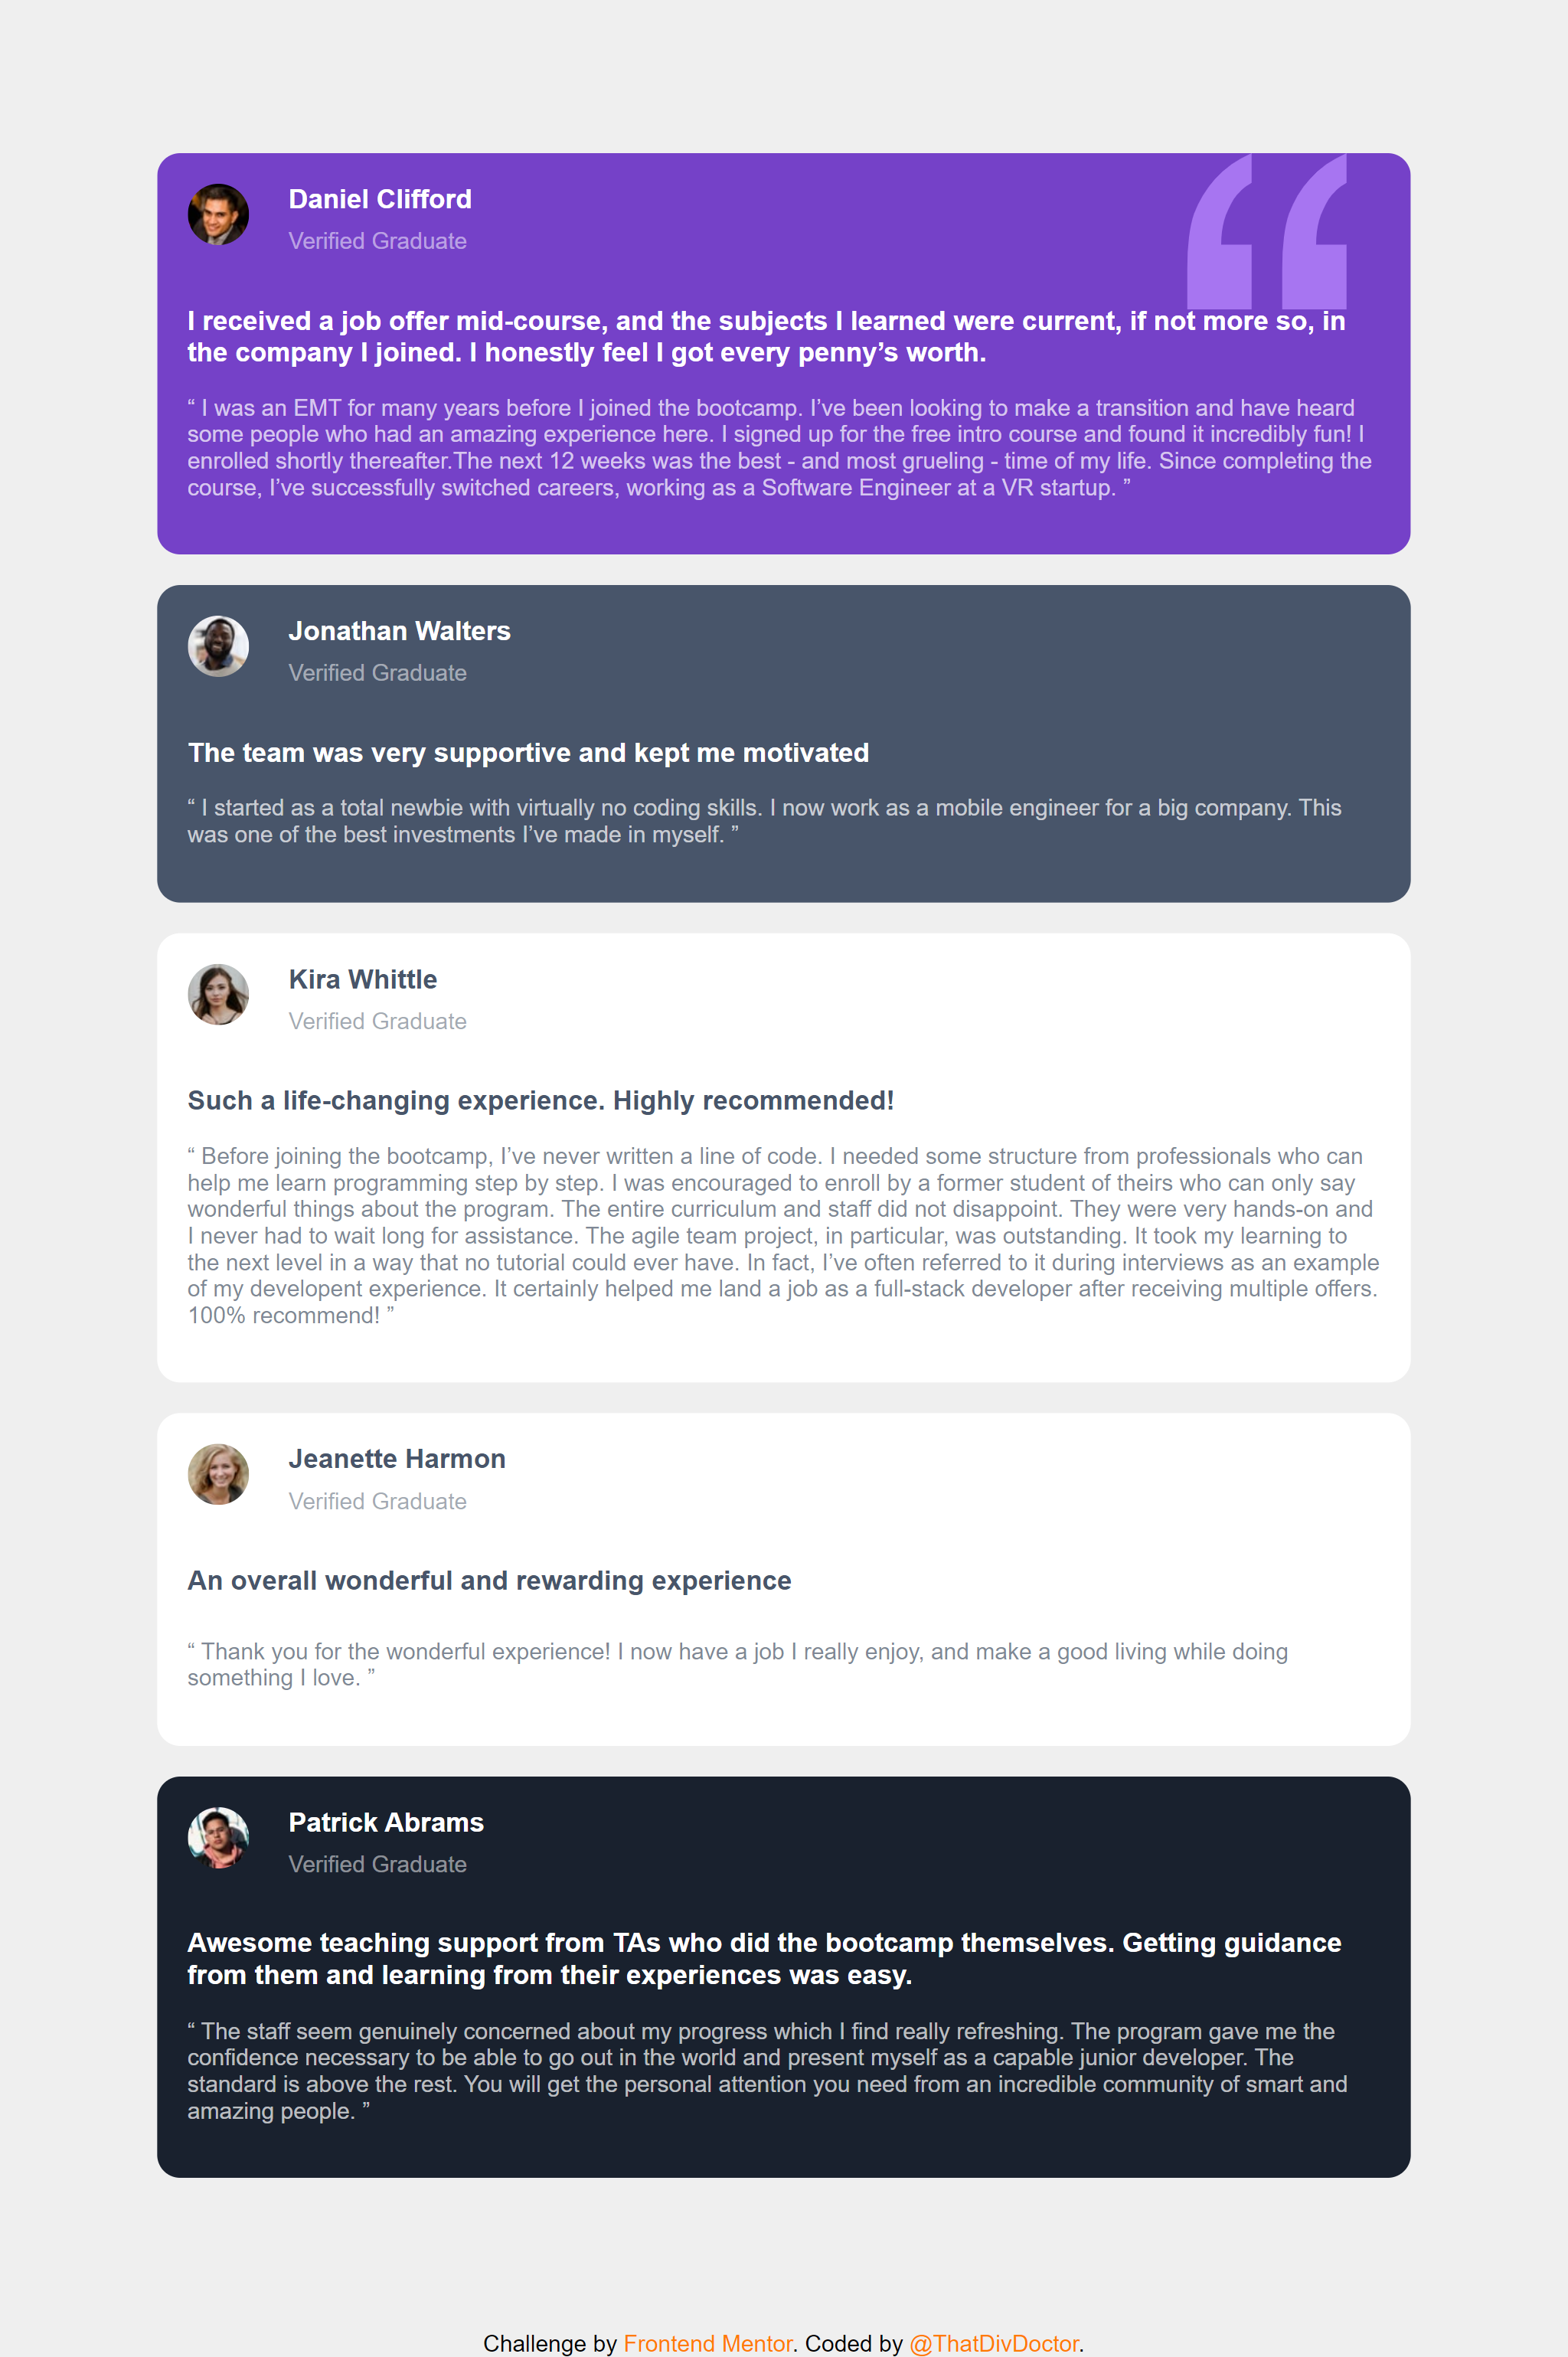 Daniel Clifford
Verified Graduate
I received a job offer mid-course, and the subjects I learned were current, if not more so, in
the company I joined. I honestly feel I got every penny’s worth.
“ I was an EMT for many years before I joined the bootcamp. I’ve been looking to make a transition and have heard
some people who had an amazing experience here. I signed up for the free intro course and found it incredibly fun! I
enrolled shortly thereafter.The next 12 weeks was the best - and most grueling - time of my life. Since completing the
course, I’ve successfully switched careers, working as a Software Engineer at a VR startup. ”
Jonathan Walters
Verified Graduate
The team was very supportive and kept me motivated
“ I started as a total newbie with virtually no coding skills. I now work as a mobile engineer for a big company. This
was one of the best investments I’ve made in myself. ”
Kira Whittle
Verified Graduate
Such a life-changing experience. Highly recommended!
“ Before joining the bootcamp, I’ve never written a line of code. I needed some structure from professionals who can
help me learn programming step by step. I was encouraged to enroll by a former student of theirs who can only say
wonderful things about the program. The entire curriculum and staff did not disappoint. They were very hands-on and
I never had to wait long for assistance. The agile team project, in particular, was outstanding. It took my learning to
the next level in a way that no tutorial could ever have. In fact, I’ve often referred to it during interviews as an example
of my developent experience. It certainly helped me land a job as a full-stack developer after receiving multiple offers.
100% recommend! ”
Jeanette Harmon
Verified Graduate
An overall wonderful and rewarding experience
“ Thank you for the wonderful experience! I now have a job I really enjoy, and make a good living while doing
something I love. ”
Patrick Abrams
Verified Graduate
Awesome teaching support from TAs who did the bootcamp themselves. Getting guidance
from them and learning from their experiences was easy.
“ The staff seem genuinely concerned about my progress which I find really refreshing. The program gave me the
confidence necessary to be able to go out in the world and present myself as a capable junior developer. The
standard is above the rest. You will get the personal attention you need from an incredible community of smart and
amazing people. ”
Challenge by Frontend Mentor. Coded by @ThatDivDoctor.